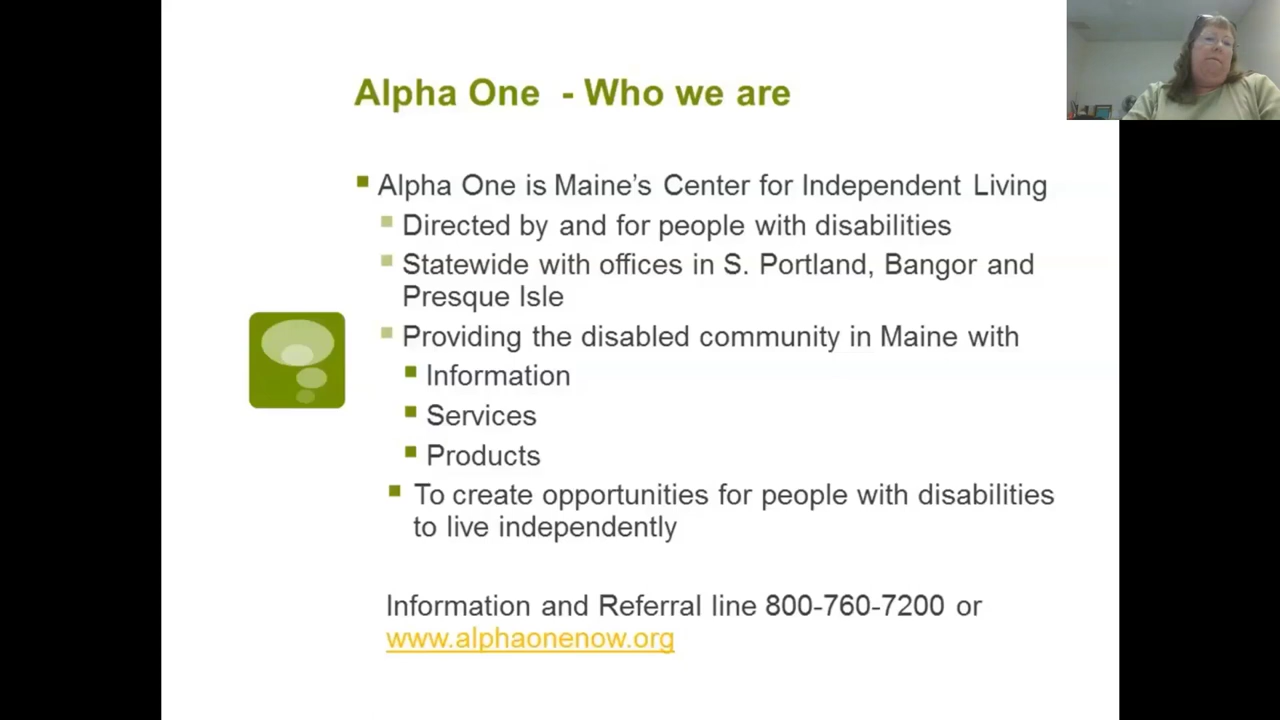 Alpha One - Who we are
Alpha One is Maine’s Center for Independent Living
Directed by and for people with disabilities
Statewide with offices in S. Portland, Bangor and
Presque Isle
Providing the disabled community in Maine with
Information
Services
Products
To create opportunities for people with disabilities
to live independently
Information and Referral line 800-760-7200 or
www.alphaonenow.org